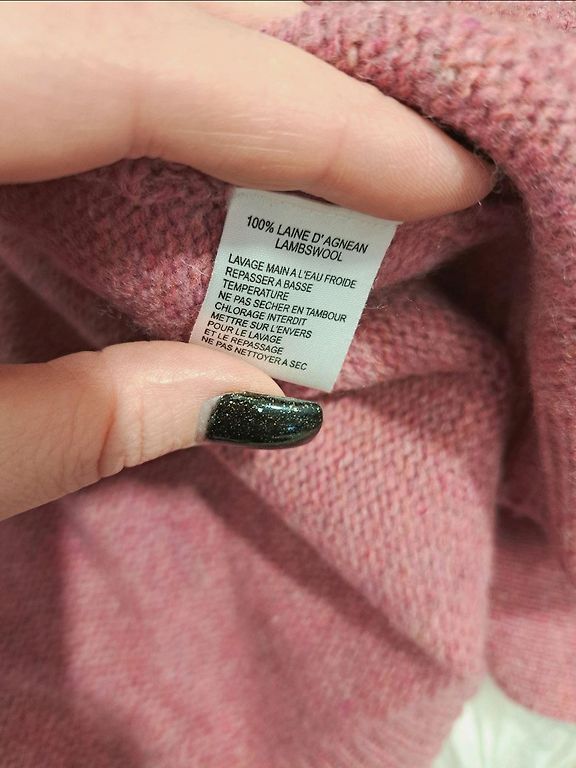 100% LAINE D'AGNEAN
LAMBSWOOL
LAVAGE MAIN A L'EAU FROIDE
REPASSER A BASSE
TEMPERATURE
NE PAS SECHER EN TAMBOUR
CHLORAGE INTERDIT
METTRE SUR L'ENVERS
POUR LE LAVAGE
ET LE REPASSAGE
NE PAS NETTOYER A SEC